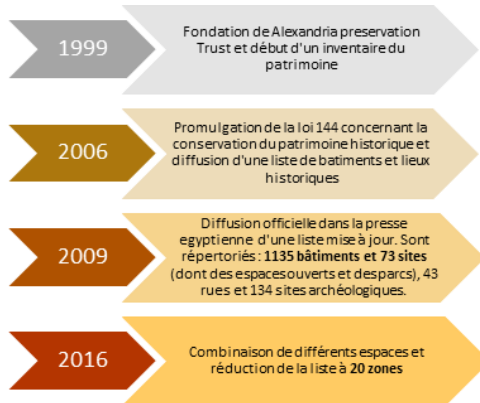 1999
Fondation de Alexandria preservation
Trust et début d'un inventaire du
patrimoine
2006
Promulgation de la loi 144 concernant la
conservation du patrimoine historique et
diffusion d'une liste de batiments et lieux
historiques
2009
Diffusion officielle dans la presse
egyptienne d'une liste mise à jour. Sont
répertoriés : 1135 bâtiments et 73 sites
(dont des espaces ouverts et des parcs), 43
rues et 134 sites archéologiques.
2016
Combinaison de différents espaces et
réduction de la liste à 20 zones